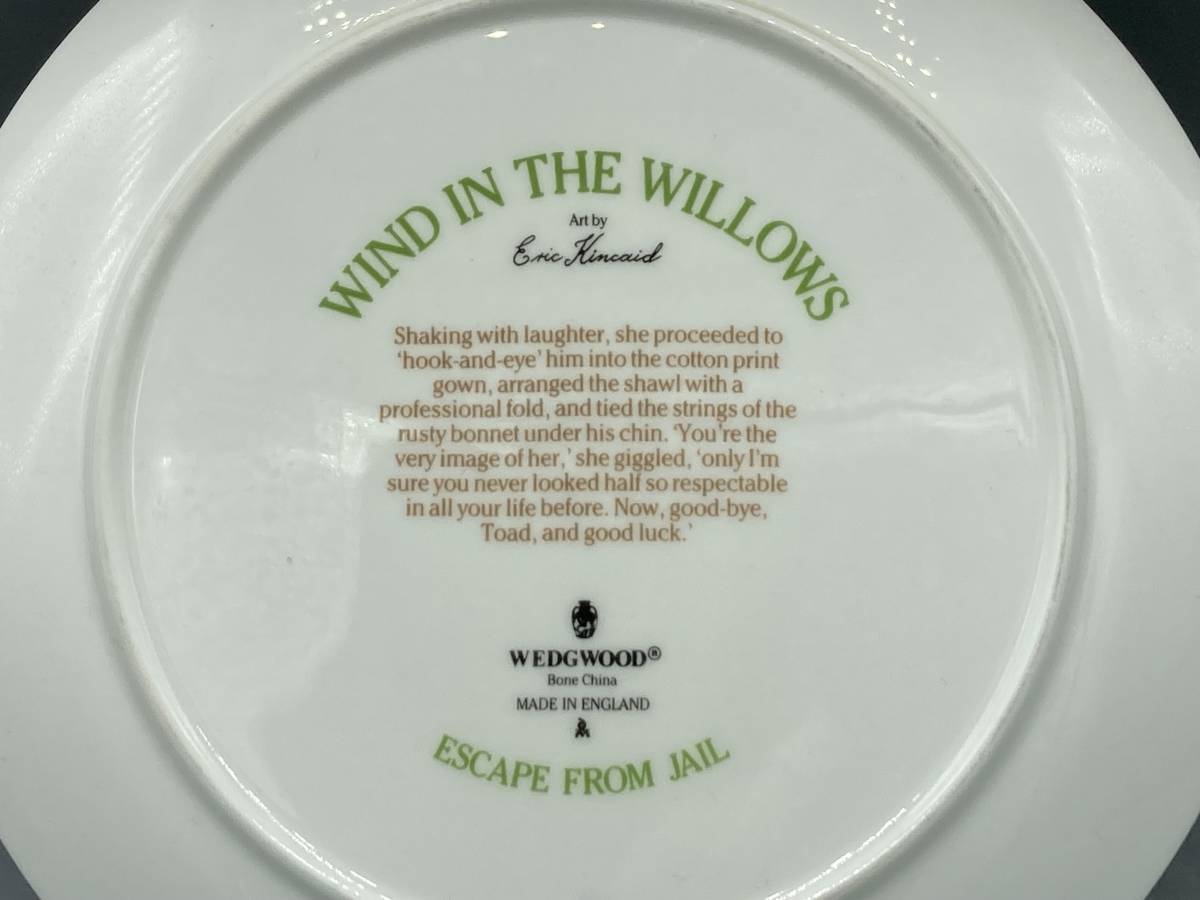 WIND IN THE WILLOWS
Art by
Eric Kincaid
Shaking with laughter, she proceeded to
‘hook-and-eye’ him into the cotton print
gown, arranged the shawl with a
professional fold, and tied the strings of the
rusty bonnet under his chin. ‘You’re the
very image of her,’ she giggled, ‘only I’m
sure you never looked half so respectable
in all your life before. Now, good-bye,
Toad, and good luck.’
WEDGWOOD®
Bone China
MADE IN ENGLAND
ESCAPE FROM JAIL